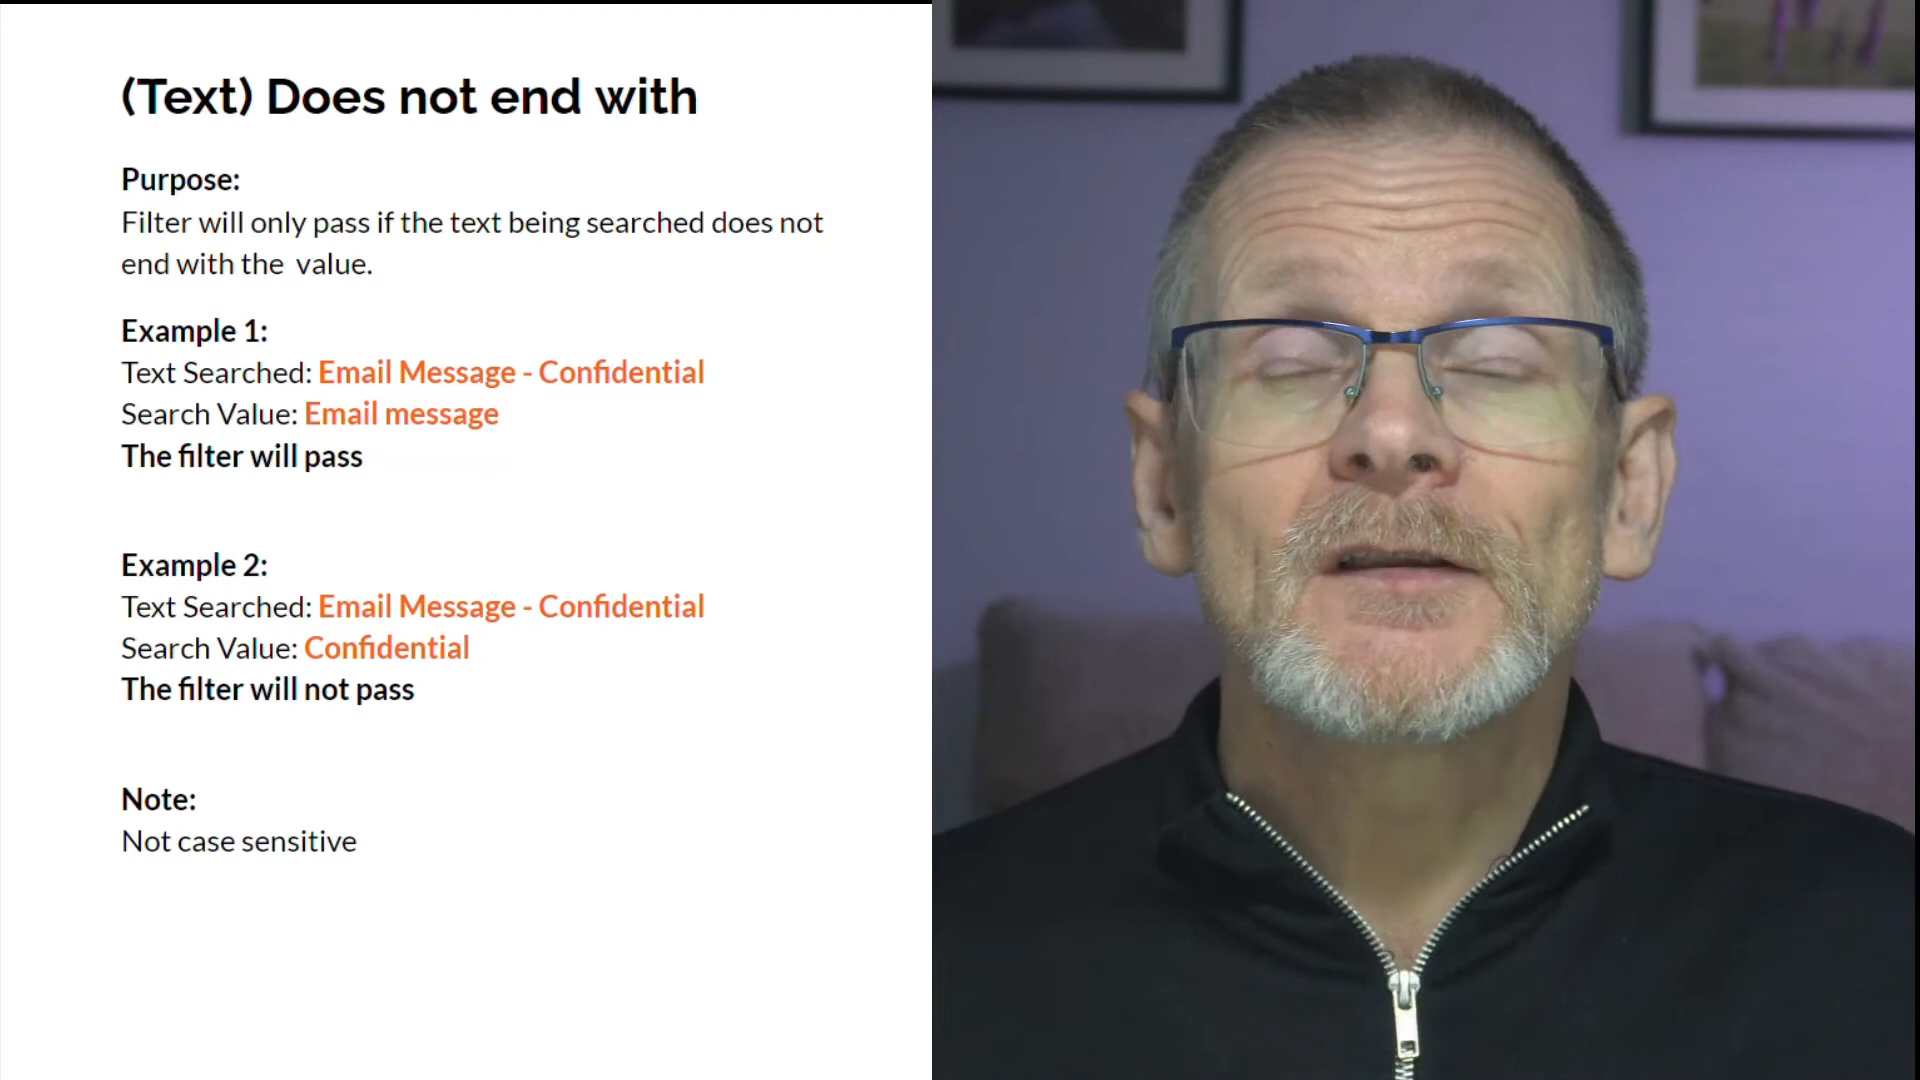 (Text) Does not end with
Purpose:
Filter will only pass if the text being searched does not
end with the value.
Example 1:
Text Searched: Email Message - Confidential
Search Value: Email message
The filter will pass
Example 2:
Text Searched: Email Message - Confidential
Search Value: Confidential
The filter will not pass
Note:
Not case sensitive